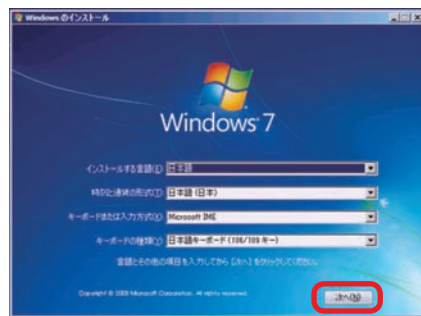 Windows のインストール
Windows 7
インストールする言語(E) 日本語
時刻と通貨の形式(T) 日本語 (日本)
キーボードまたは入力方式(K) Microsoft IME
キーボードの種類(Y) 日本語キーボード (106/109 キー)
言語とその他の項目を入力してから [次へ] をクリックしてください。
Copyright © 2009 Microsoft Corporation. All rights reserved.
次へ(N)